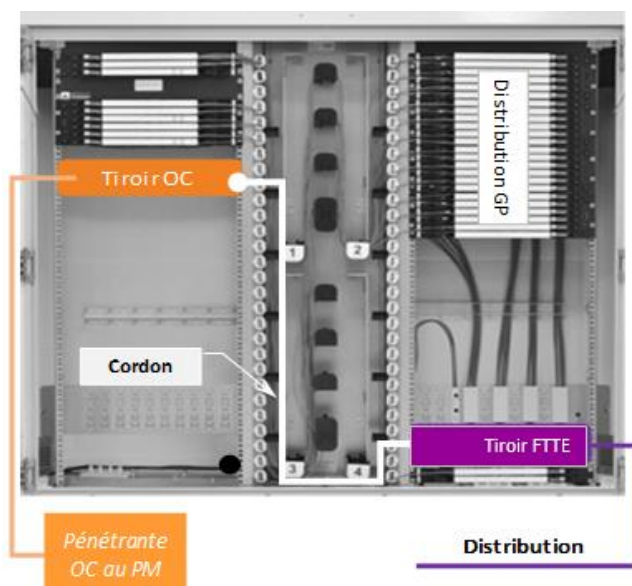 Distribution GP
Tiroir OC
1
2
Cordon
Tiroir FTTE
3
4
Pénétrante
OC au PM
Distribution